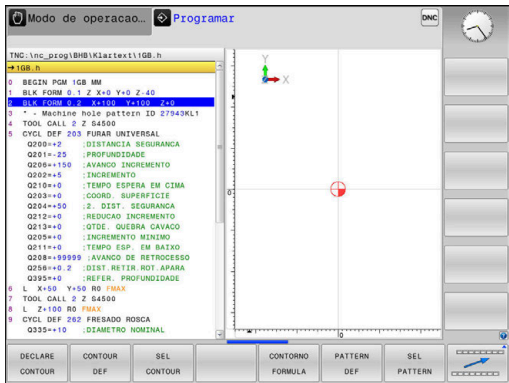 Modo de operacao... Programar
DNC
TNC:\nc_prog\BHB\Klartext\1GB.h
→1GB.h
0 BEGIN PGM 1GB MM
1 BLK FORM 0.1 Z X+0 Y+0 Z-40
2 BLK FORM 0.2 X+100 Y+100 Z+0
3 * - Machine hole pattern ID 27943KL1
4 TOOL CALL 2 Z S4500
5 CYCL DEF 203 FURAR UNIVERSAL
Q200=+2 ;DISTANCIA SEGURANCA
Q201=-25 ;PROFUNDIDADE
Q206=+150 ;AVANCO INCREMENTO
Q202=+5 ;INCREMENTO
Q210=+0 ;TEMPO ESPERA EM CIMA
Q203=+0 ;COORD. SUPERFICIE
Q204=+50 ;2. DIST. SEGURANCA
Q212=+0 ;REDUCAO INCREMENTO
Q213=+0 ;QTDE. QUEBRA CAVACO
Q205=+0 ;INCREMENTO MINIMO
Q211=+0 ;TEMPO ESP. EM BAIXO
Q208=+99999 ;AVANCO DE RETROCESSO
Q256=+0.2 ;DIST.RETIR.ROT.APARA
Q395=+0 ;REFER. PROFUNDIDADE
6 L X+50 Y+50 R0 FMAX
7 TOOL CALL 2 Z S4500
8 L Z+100 R0 FMAX
9 CYCL DEF 262 FRESADO ROSCA
Q335=+10 ;DIAMETRO NOMINAL
Y
X
0
0
DECLARE CONTOUR
CONTOUR DEF
SEL CONTOUR
CONTORNO FORMULA
PATTERN DEF
SEL PATTERN